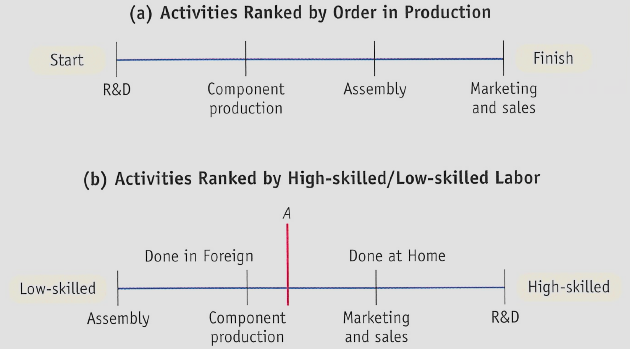 (a) Activities Ranked by Order in Production
Start
Finish
R&D
Component
production
Assembly
Marketing
and sales
(b) Activities Ranked by High-skilled/Low-skilled Labor
A
Done in Foreign
Done at Home
Low-skilled
High-skilled
Assembly
Component
production
Marketing
and sales
R&D